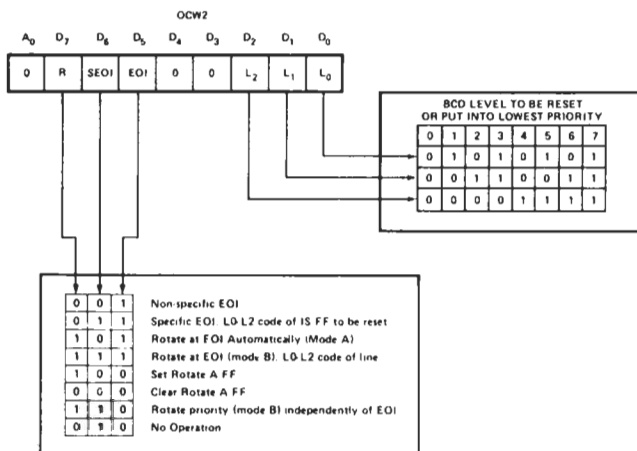 OCW2
A0 D7 D6 D5 D4 D3 D2 D1 D0
0 R SEOI EOI 0 0 L2 L1 L0
BCD LEVEL TO BE RESET
OR PUT INTO LOWEST PRIORITY
0 1 2 3 4 5 6 7
0 1 0 1 0 1 0 1
0 0 1 1 0 0 1 1
0 0 0 0 1 1 1 1
0 0 1 Non-specific EOI
0 1 1 Specific EOI. L0-L2 code of IS FF to be reset
1 0 1 Rotate at EOI Automatically (Mode A)
1 1 1 Rotate at EOI (mode B). L0-L2 code of line
1 0 0 Set Rotate A FF
0 0 0 Clear Rotate A FF
1 1 0 Rotate priority (mode B) independently of EOI
0 1 0 No Operation